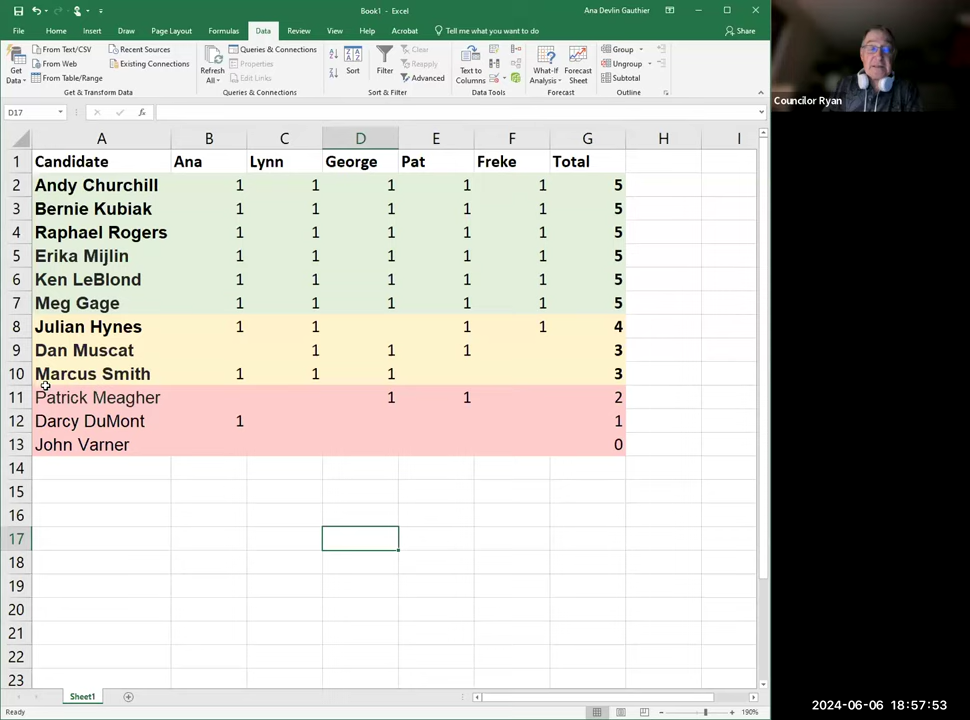 Book1 - Excel
Ana Devlin Gauthier
File Home Insert Draw Page Layout Formulas Data Review View Help Acrobat Tell me what you want to do Share
Get Data
From Text/CSV
From Web
From Table/Range
Recent Sources
Existing Connections
Get & Transform Data
Refresh All
Queries & Connections
Properties
Edit Links
Queries & Connections
Sort
Filter
Clear
Reapply
Advanced
Sort & Filter
Text to Columns
Data Tools
What-If Analysis
Forecast Sheet
Forecast
Group
Ungroup
Subtotal
Outline
Councilor Ryan
D17
A B C D E F G H I
1 Candidate Ana Lynn George Pat Freke Total
2 Andy Churchill 1 1 1 1 1 5
3 Bernie Kubiak 1 1 1 1 1 5
4 Raphael Rogers 1 1 1 1 1 5
5 Erika Mijlin 1 1 1 1 1 5
6 Ken LeBlond 1 1 1 1 1 5
7 Meg Gage 1 1 1 1 1 5
8 Julian Hynes 1 1 1 1 4
9 Dan Muscat 1 1 1 3
10 Marcus Smith 1 1 1 3
11 Patrick Meagher 1 1 2
12 Darcy DuMont 1 1
13 John Varner 0
14
15
16
17
18
19
20
21
22
23
Sheet1
Ready
190%
2024-06-06 18:57:53